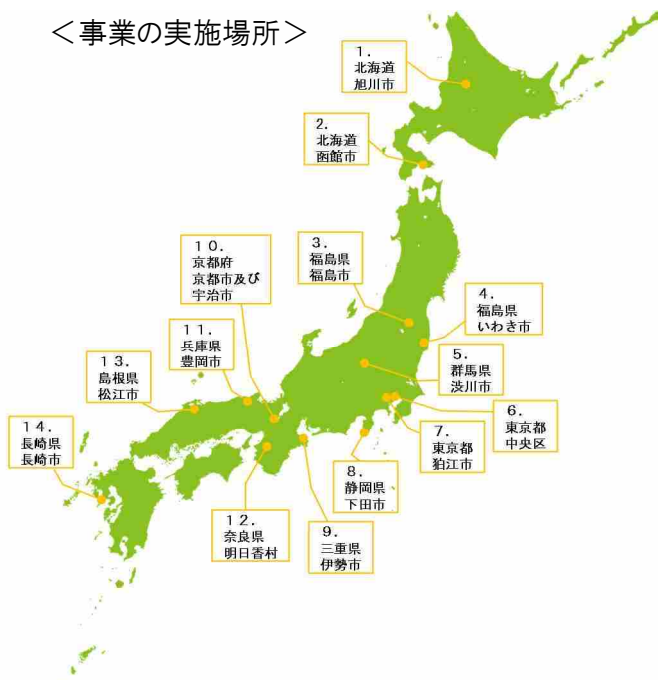 ＜事業の実施場所＞
１．
北海道
旭川市
２．
北海道
函館市
３．
福島県
福島市
４．
福島県
いわき市
５．
群馬県
渋川市
６．
東京都
中央区
７．
東京都
狛江市
８．
静岡県
下田市
９．
三重県
伊勢市
１０．
京都府
京都市及び
宇治市
１１．
兵庫県
豊岡市
１２．
奈良県
明日香村
１３．
島根県
松江市
１４．
長崎県
長崎市